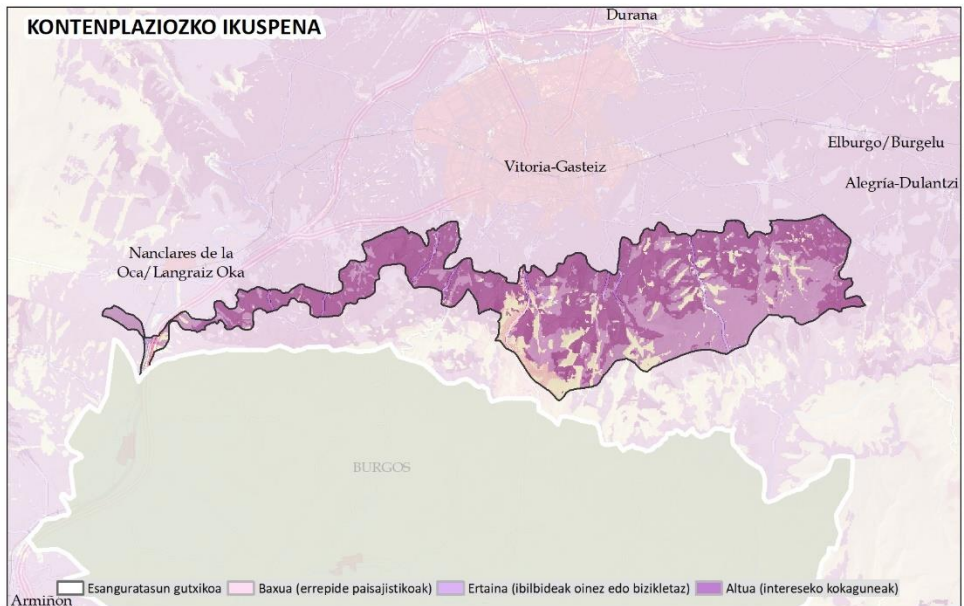 KONTENPLAZIOZKO IKUSPENA
Durana
Vitoria-Gasteiz
Elburgo/Burgelu
Alegría-Dulantzi
Nanclares de la
Oca/Langraiz Oka
BURGOS
Armiñón
Esanguratasun gutxikoa
Baxua (errepide paisajistikoak)
Ertaina (ibilbideak oinez edo bizikletaz)
Altua (intereseko kokaguneak)